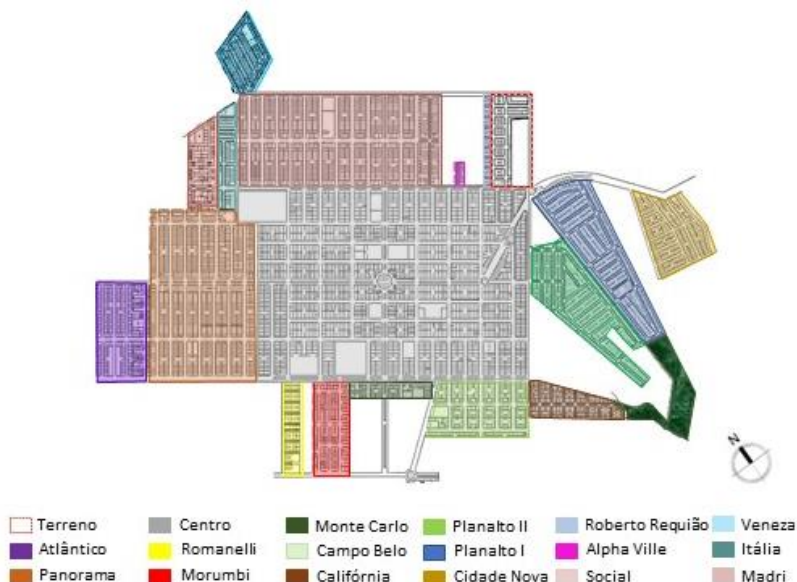 N
Terreno Centro Monte Carlo Planalto II Roberto Requião Veneza
Atlântico Romanelli Campo Belo Planalto I Alpha Ville Itália
Panorama Morumbi Califórnia Cidade Nova Social Madri